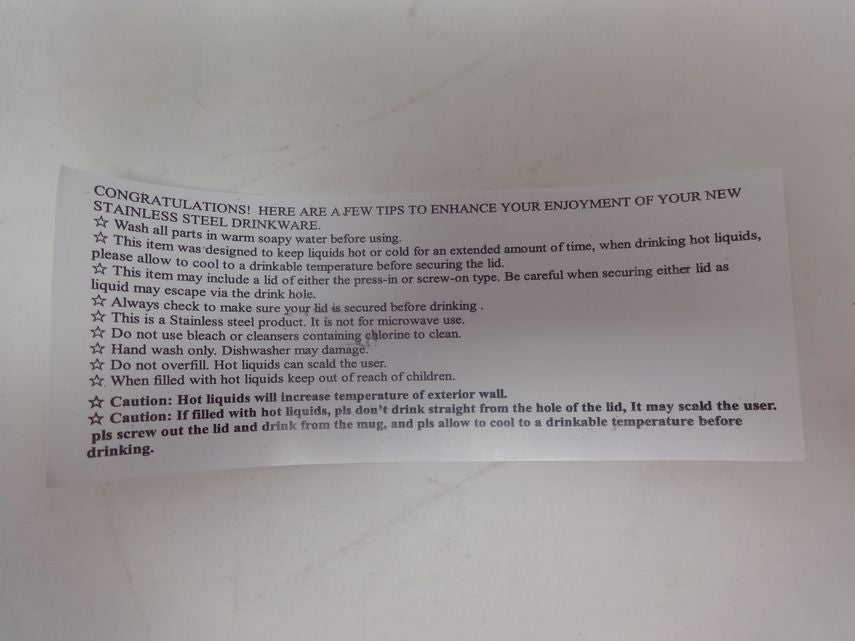 CONGRATULATIONS! HERE ARE A FEW TIPS TO ENHANCE YOUR ENJOYMENT OF YOUR NEW
STAINLESS STEEL DRINKWARE.
☆ Wash all parts in warm soapy water before using.
☆ This item was designed to keep liquids hot or cold for an extended amount of time, when drinking hot liquids,
please allow to cool to a drinkable temperature before securing the lid.
☆ This item may include a lid of either the press-in or screw-on type. Be careful when securing either lid as
liquid may escape via the drink hole.
☆ Always check to make sure your lid is secured before drinking .
☆ This is a Stainless steel product. It is not for microwave use.
☆ Do not use bleach or cleansers containing chlorine to clean.
☆ Hand wash only. Dishwasher may damage.
☆ Do not overfill. Hot liquids can scald the user.
☆ When filled with hot liquids keep out of reach of children.
☆ Caution: Hot liquids will increase temperature of exterior wall.
☆ Caution: If filled with hot liquids, pls don't drink straight from the hole of the lid, It may scald the user.
pls screw out the lid and drink from the mug, and pls allow to cool to a drinkable temperature before
drinking.